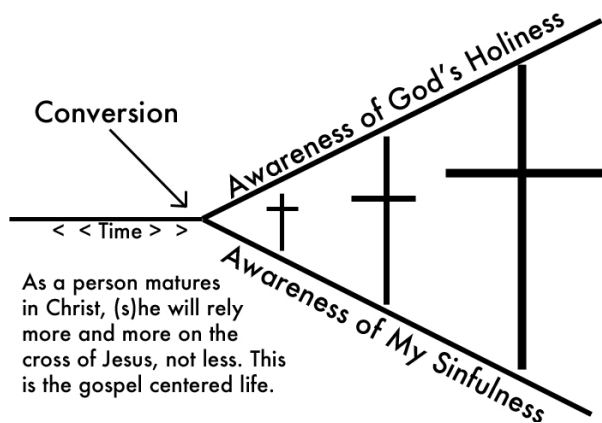 Conversion
Awareness of God's Holiness
< < Time > >
Awareness of My Sinfulness
As a person matures
in Christ, (s)he will rely
more and more on the
cross of Jesus, not less. This
is the gospel centered life.